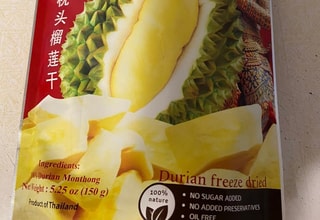 枕头榴莲干
Ingredients:
Durian Monthong
Net Weight : 5.25 oz (150 g)
Product of Thailand
Durian freeze dried
100%
nature
• NO SUGAR ADDED
• NO ADDED PRESERVATIVES
• OIL FREE